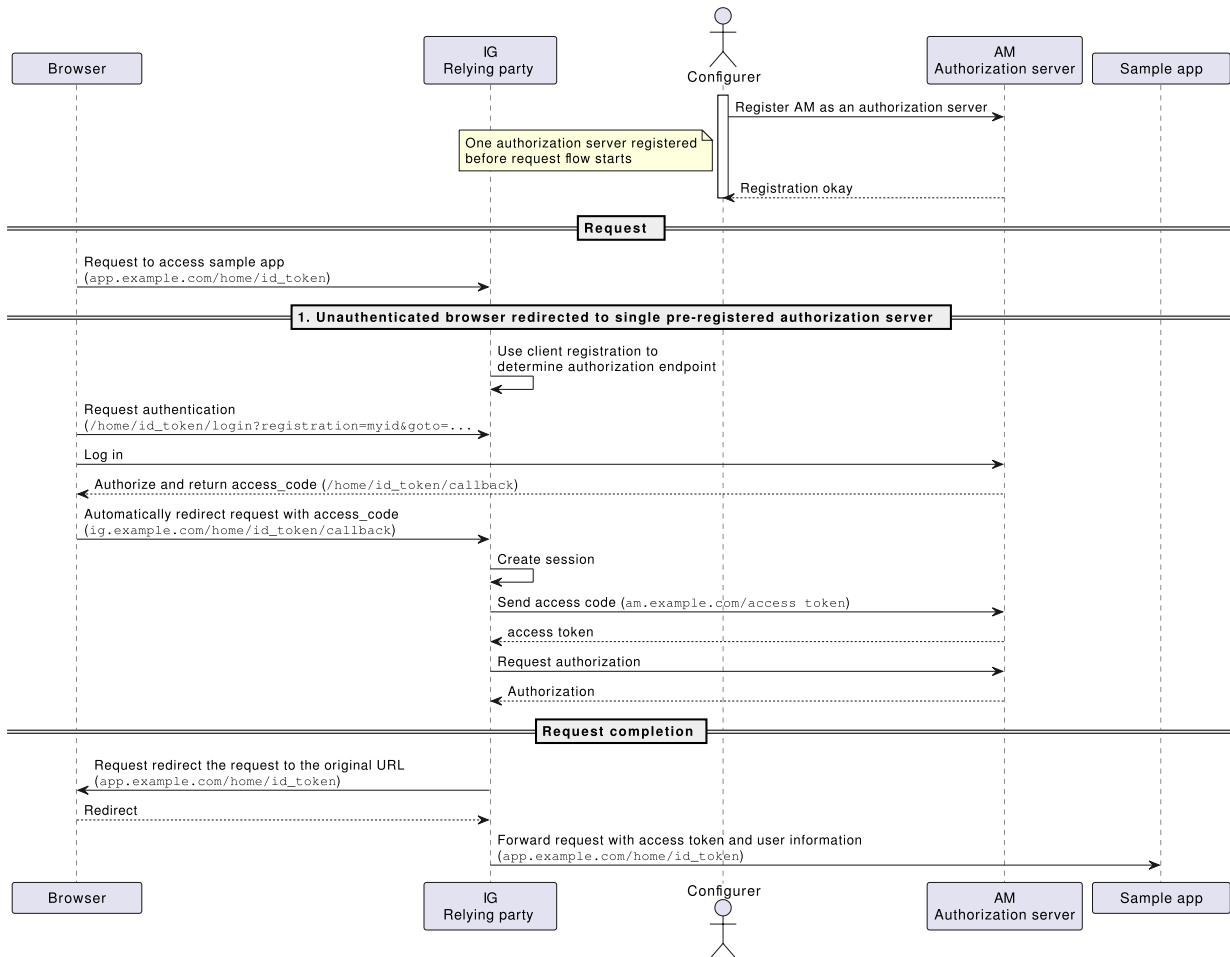 Browser
IG
Relying party
Configurer
AM
Authorization server
Sample app
Register AM as an authorization server
One authorization server registered
before request flow starts
Registration okay
Request
Request to access sample app
(app.example.com/home/id_token)
1. Unauthenticated browser redirected to single pre-registered authorization server
Use client registration to
determine authorization endpoint
Request authentication
(/home/id_token/login?registration=myid&goto=...
Log in
Authorize and return access_code (/home/id_token/callback)
Automatically redirect request with access_code
(ig.example.com/home/id_token/callback)
Create session
Send access code (am.example.com/access_token)
access token
Request authorization
Authorization
Request completion
Request redirect the request to the original URL
(app.example.com/home/id_token)
Redirect
Forward request with access token and user information
(app.example.com/home/id_token)
Browser
IG
Relying party
Configurer
AM
Authorization server
Sample app